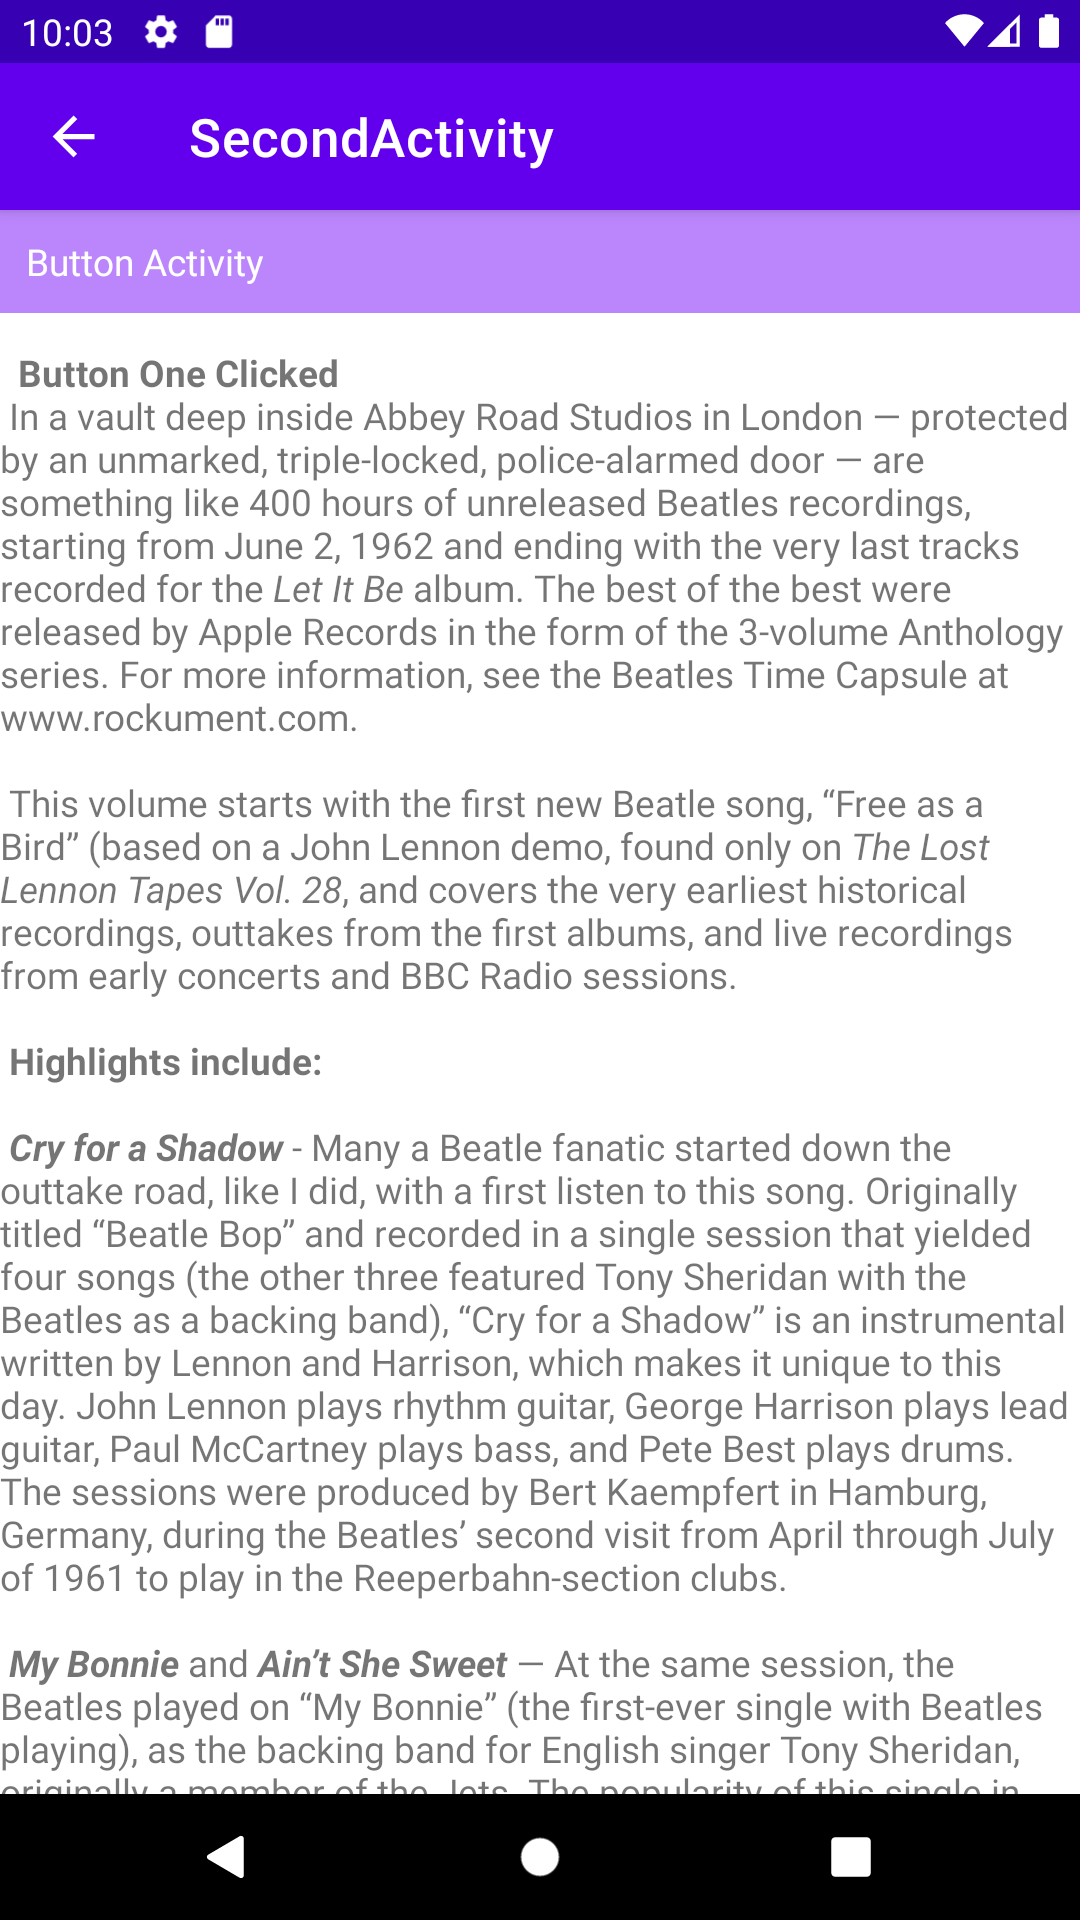 10:03
SecondActivity
Button Activity
Button One Clicked
In a vault deep inside Abbey Road Studios in London — protected
by an unmarked, triple-locked, police-alarmed door — are
something like 400 hours of unreleased Beatles recordings,
starting from June 2, 1962 and ending with the very last tracks
recorded for the Let It Be album. The best of the best were
released by Apple Records in the form of the 3-volume Anthology
series. For more information, see the Beatles Time Capsule at
www.rockument.com.
This volume starts with the first new Beatle song, “Free as a
Bird” (based on a John Lennon demo, found only on The Lost
Lennon Tapes Vol. 28, and covers the very earliest historical
recordings, outtakes from the first albums, and live recordings
from early concerts and BBC Radio sessions.
Highlights include:
Cry for a Shadow - Many a Beatle fanatic started down the
outtake road, like I did, with a first listen to this song. Originally
titled “Beatle Bop” and recorded in a single session that yielded
four songs (the other three featured Tony Sheridan with the
Beatles as a backing band), “Cry for a Shadow” is an instrumental
written by Lennon and Harrison, which makes it unique to this
day. John Lennon plays rhythm guitar, George Harrison plays lead
guitar, Paul McCartney plays bass, and Pete Best plays drums.
The sessions were produced by Bert Kaempfert in Hamburg,
Germany, during the Beatles’ second visit from April through July
of 1961 to play in the Reeperbahn-section clubs.
My Bonnie and Ain’t She Sweet — At the same session, the
Beatles played on “My Bonnie” (the first-ever single with Beatles
playing), as the backing band for English singer Tony Sheridan,
originally a member of the Jets. The popularity of this single in